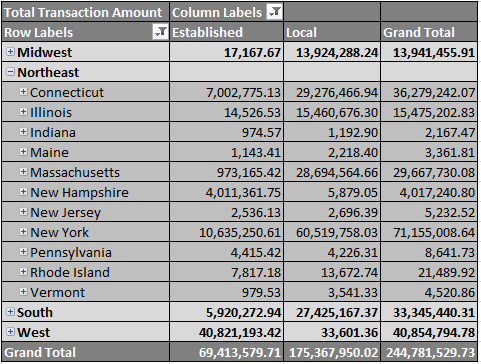 Total Transaction Amount Column Labels
Row Labels Established Local Grand Total
Midwest 17,167.67 13,924,288.24 13,941,455.91
Northeast
Connecticut 7,002,775.13 29,276,466.94 36,279,242.07
Illinois 14,526.53 15,460,676.30 15,475,202.83
Indiana 974.57 1,192.90 2,167.47
Maine 1,143.41 2,218.40 3,361.81
Massachusetts 973,165.42 28,694,564.66 29,667,730.08
New Hampshire 4,011,361.75 5,879.05 4,017,240.80
New Jersey 2,536.13 2,696.39 5,232.52
New York 10,635,250.61 60,519,758.03 71,155,008.64
Pennsylvania 4,415.42 4,226.31 8,641.73
Rhode Island 7,817.18 13,672.74 21,489.92
Vermont 979.53 3,541.33 4,520.86
South 5,920,272.94 27,425,167.37 33,345,440.31
West 40,821,193.42 33,601.36 40,854,794.78
Grand Total 69,413,579.71 175,367,950.02 244,781,529.73